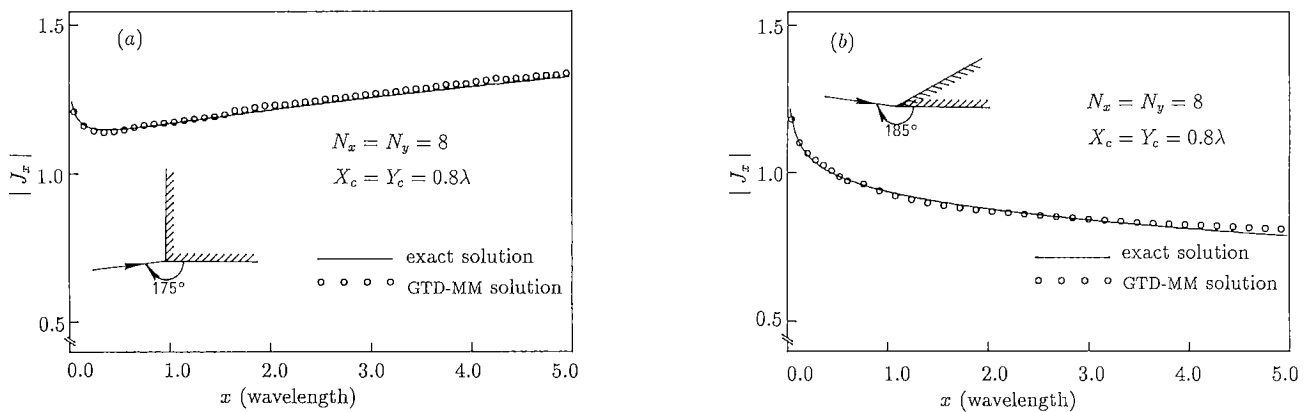 (a)
1.5
1.0
0.5
| J_x |
N_x = N_y = 8
X_c = Y_c = 0.8λ
175°
exact solution
GTD-MM solution
0.0 1.0 2.0 3.0 4.0 5.0
x (wavelength)
(b)
1.5
1.0
0.5
| J_x |
185°
N_x = N_y = 8
X_c = Y_c = 0.8λ
exact solution
GTD-MM solution
0.0 1.0 2.0 3.0 4.0 5.0
x (wavelength)